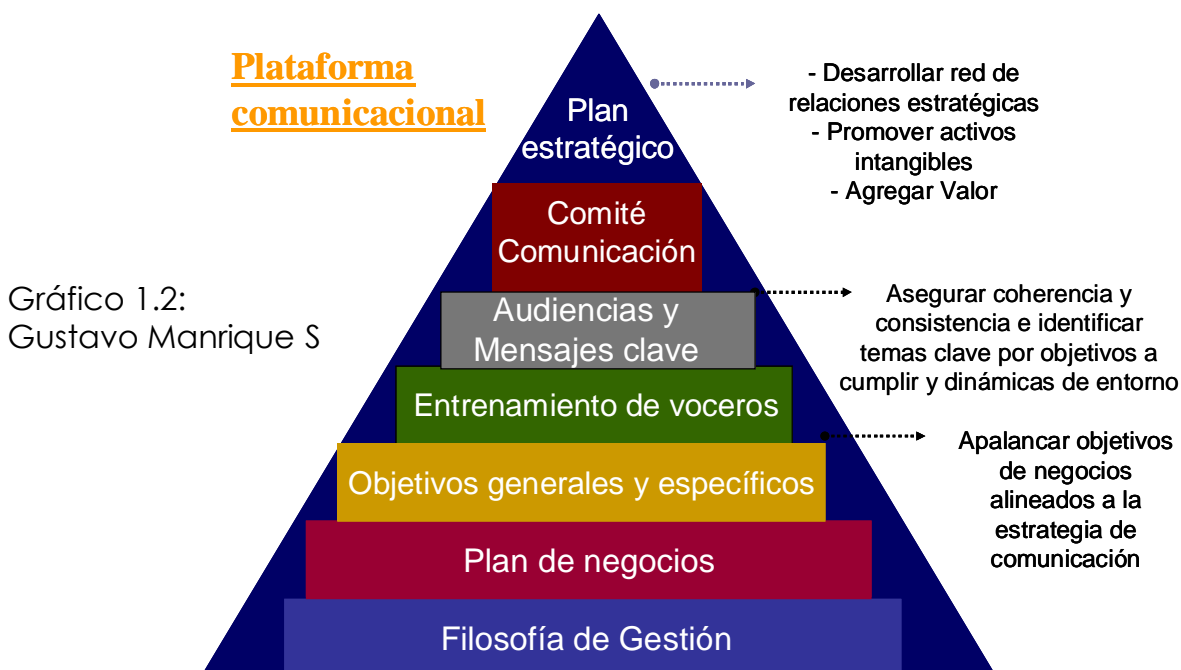 Plataforma
comunicacional
Plan
estratégico
- Desarrollar red de
relaciones estratégicas
- Promover activos
intangibles
- Agregar Valor
Comité
Comunicación
Gráfico 1.2:
Gustavo Manrique S
Audiencias y
Mensajes clave
Asegurar coherencia y
consistencia e identificar
temas clave por objetivos a
cumplir y dinámicas de entorno
Entrenamiento de voceros
Apalancar objetivos
de negocios
alineados a la
estrategia de
comunicación
Objetivos generales y específicos
Plan de negocios
Filosofía de Gestión